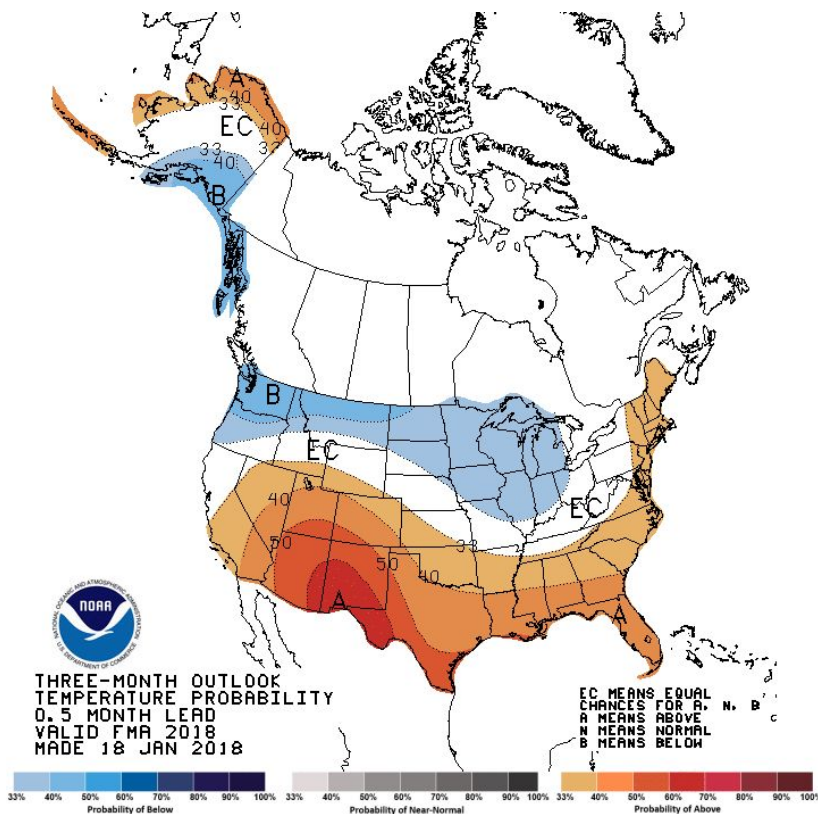 A
40
33
EC
40
33
33
40
B
B
EC
A
40
EC
50
33
50
40
A
A
NATIONAL OCEANIC AND ATMOSPHERIC ADMINISTRATION
NOAA
U.S. DEPARTMENT OF COMMERCE
THREE-MONTH OUTLOOK
TEMPERATURE PROBABILITY
0.5 MONTH LEAD
VALID FMA 2018
MADE 18 JAN 2018
EC MEANS EQUAL
CHANCES FOR A, N, B
A MEANS ABOVE
N MEANS NORMAL
B MEANS BELOW
33% 40% 50% 60% 70% 80% 90% 100%
Probability of Below
33% 40% 50% 60% 70% 80% 90% 100%
Probability of Near-Normal
33% 40% 50% 60% 70% 80% 90% 100%
Probability of Above